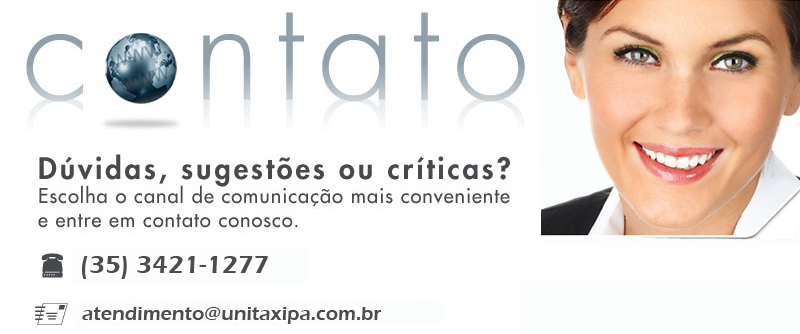 contato
Dúvidas, sugestões ou críticas?
Escolha o canal de comunicação mais conveniente
e entre em contato conosco.
(35) 3421-1277
atendimento@unitaxipa.com.br